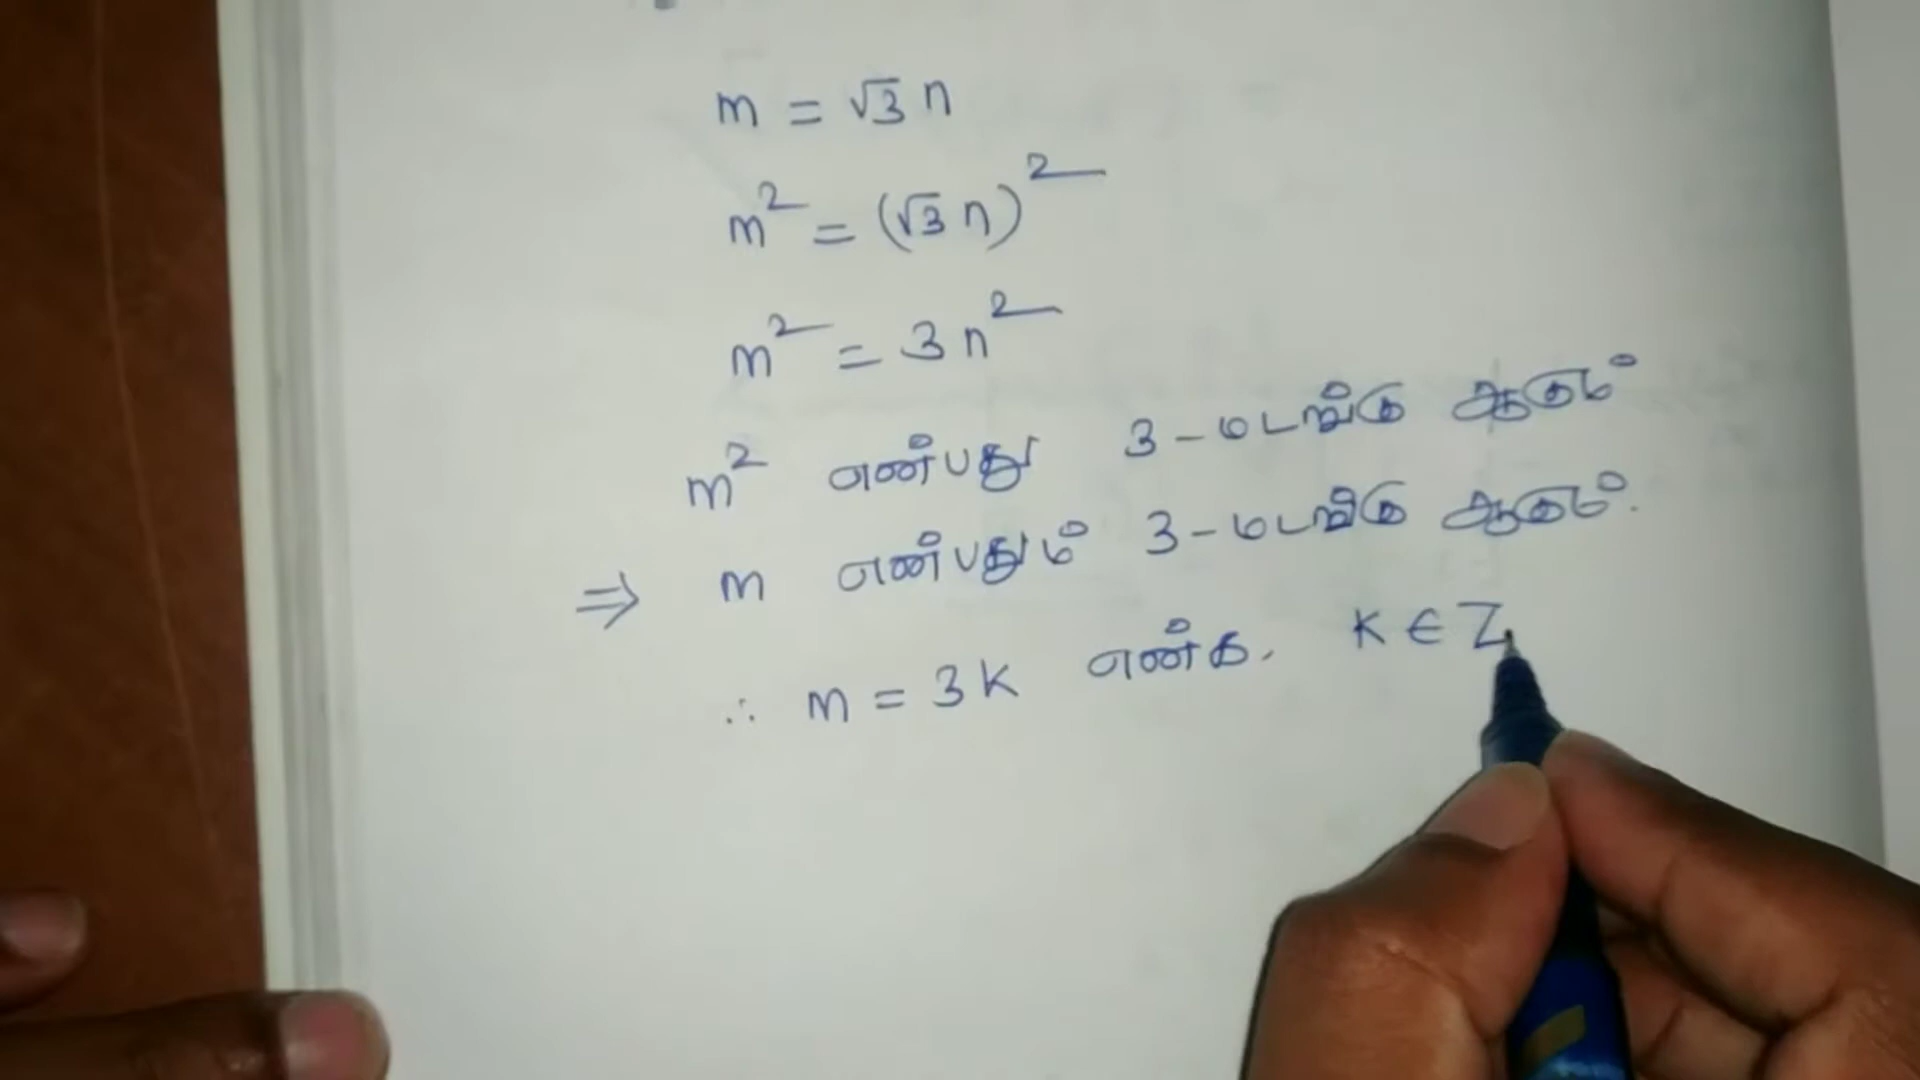 m = √3 n
m² = (√3 n)²
m² = 3n²
m² என்பது 3-மடங்கு ஆகும்
⇒ m என்பதும் 3-மடங்கு ஆகும்.
∴ m = 3K என்க. K ∈ Z